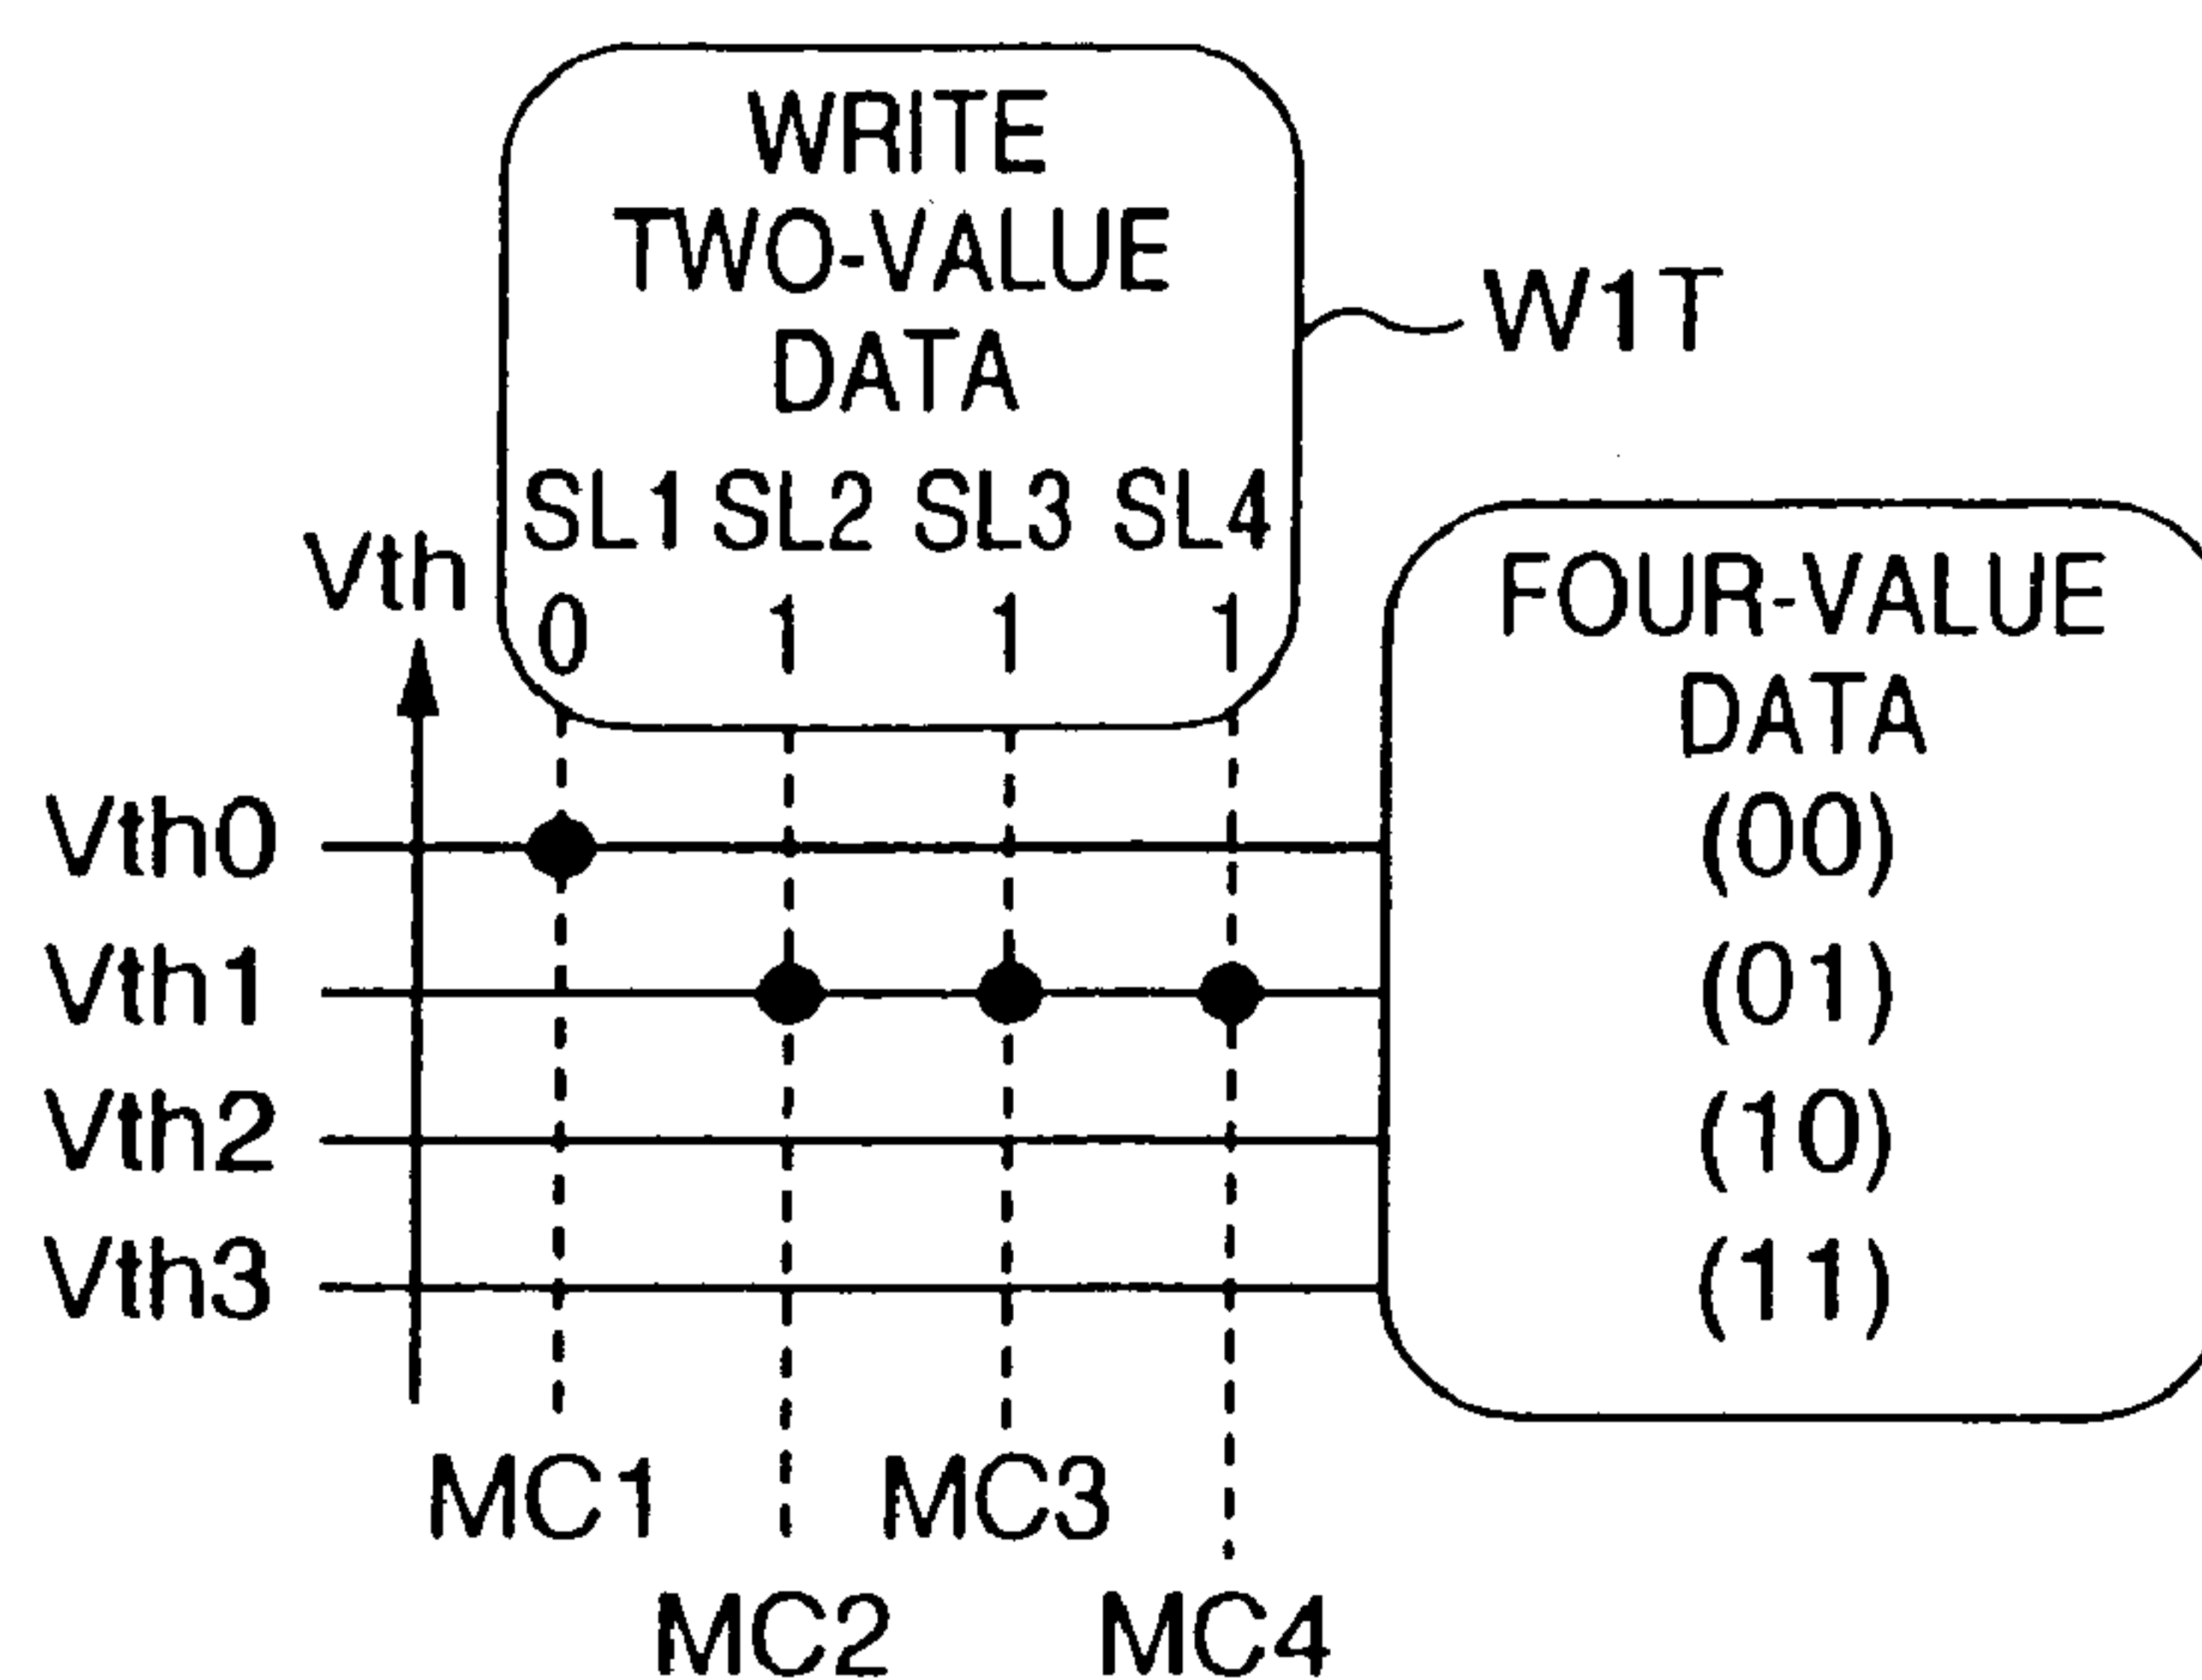 WRITE
TWO-VALUE
DATA
W1T
SL1 SL2 SL3 SL4
Vth
0 1 1 1
FOUR-VALUE
DATA
Vth0 (00)
Vth1 (01)
Vth2 (10)
Vth3 (11)
MC1 MC3
MC2 MC4